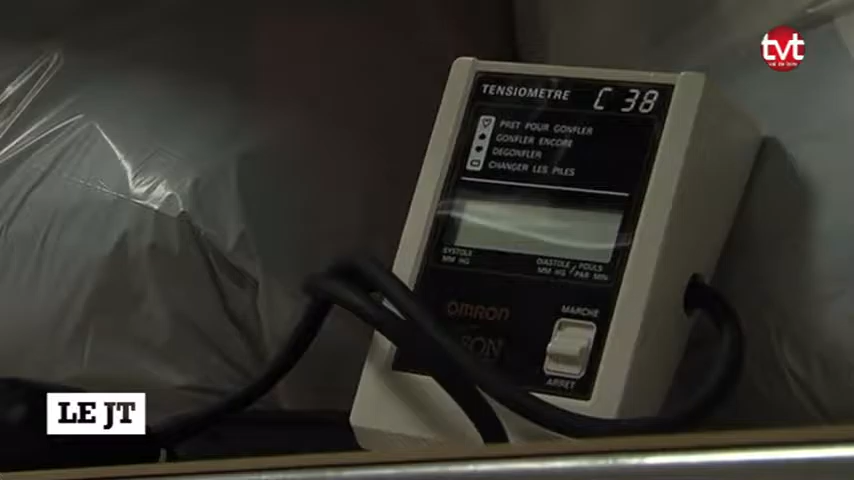 tvt
val de loire
TENSIOMETRE C 38
PRET POUR GONFLER
GONFLER ENCORE
DEGONFLER
CHANGER LES PILES
SYSTOLE
MM HG
DIASTOLE / POULS
MM HG / PAR MIN
OMRON
MARCHE
ARRET
LE JT